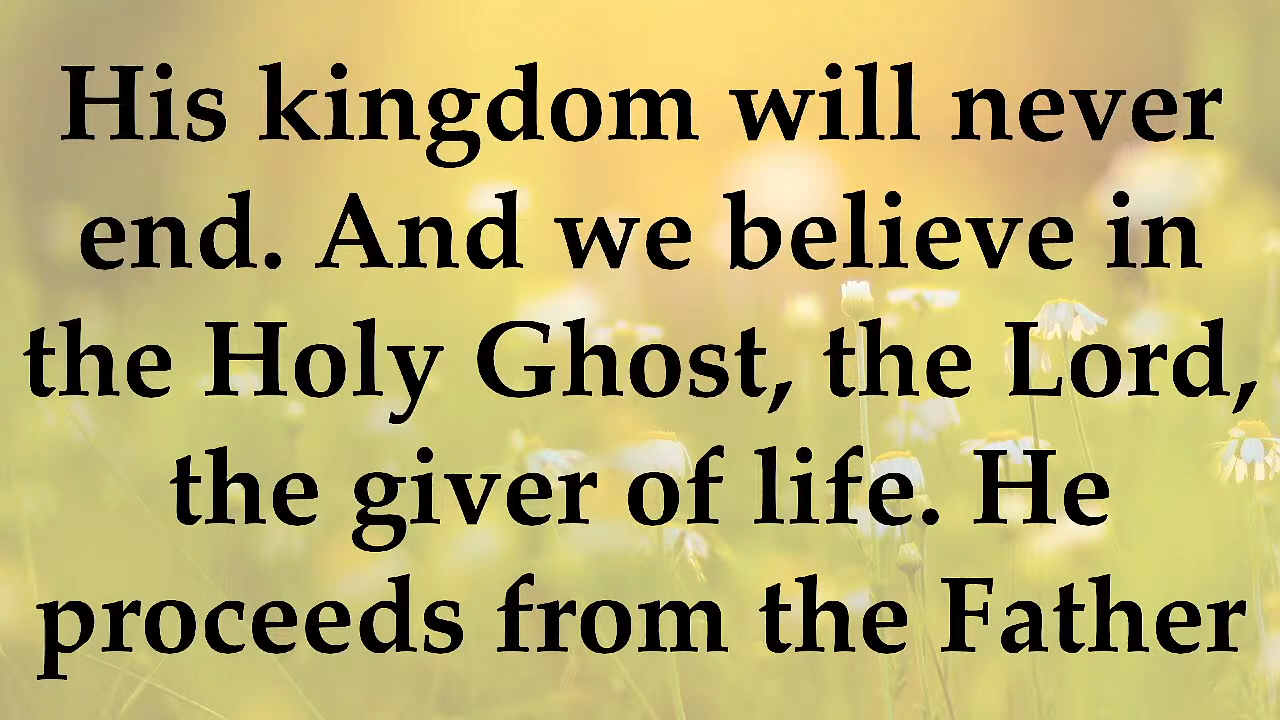 His kingdom will never
end. And we believe in
the Holy Ghost, the Lord,
the giver of life. He
proceeds from the Father